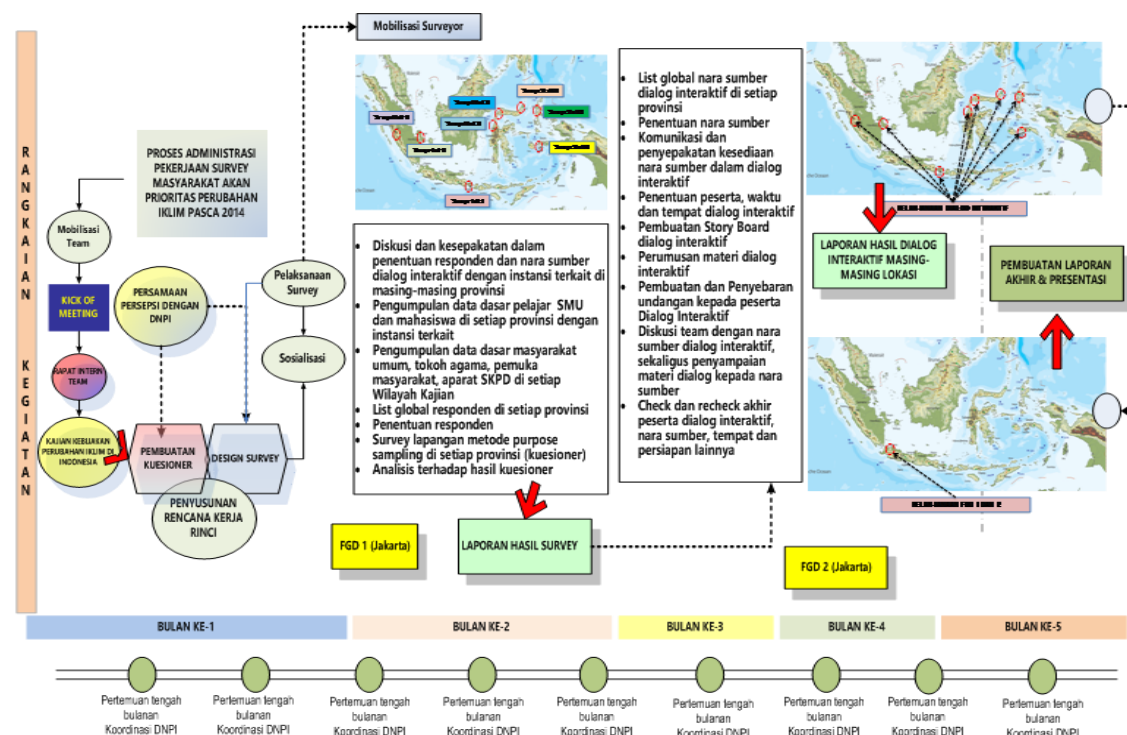 Mobilisasi Surveyor
RANGKAIAN KEGIATAN
PROSES ADMINISTRASI
PEKERJAAN SURVEY
MASYARAKAT AKAN
PRIORITAS PERUBAHAN
IKLIM PASCA 2014
Mobilisasi
Team
KICK OF
MEETING
RAPAT INTERN
TEAM
KAJIAN KEBIJAKAN
PERUBAHAN IKLIM DI
INDONESIA
PERSAMAAN
PERSEPSI DENGAN
DNPI
PEMBUATAN
KUESIONER
DESIGN SURVEY
PENYUSUNAN
RENCANA KERJA
RINCI
Pelaksanaan
Survey
Sosialisasi
• Diskusi dan kesepakatan dalam
penentuan responden dan nara sumber
dialog interaktif dengan instansi terkait di
masing-masing provinsi
• Pengumpulan data dasar pelajar SMU
dan mahasiswa di setiap provinsi dengan
instansi terkait
• Pengumpulan data dasar masyarakat
umum, tokoh agama, pemuka
masyarakat, aparat SKPD di setiap
Wilayah Kajian
• List global responden di setiap provinsi
• Penentuan responden
• Survey lapangan metode purpose
sampling di setiap provinsi (kuesioner)
• Analisis terhadap hasil kuesioner
FGD 1 (Jakarta)
LAPORAN HASIL SURVEY
• List global nara sumber
dialog interaktif di setiap
provinsi
• Penentuan nara sumber
• Komunikasi dan
penyepakatan kesediaan
nara sumber dalam dialog
interaktif
• Penentuan peserta, waktu
dan tempat dialog interaktif
• Pembuatan Story Board
dialog interaktif
• Perumusan materi dialog
interaktif
• Pembuatan dan Penyebaran
undangan kepada peserta
Dialog Interaktif
• Diskusi team dengan nara
sumber dialog interaktif,
sekaligus penyampaian
materi dialog kepada nara
sumber
• Check dan recheck akhir
peserta dialog interaktif,
nara sumber, tempat dan
persiapan lainnya
LAPORAN HASIL DIALOG
INTERAKTIF MASING-
MASING LOKASI
PEMBUATAN LAPORAN
AKHIR & PRESENTASI
FGD 2 (Jakarta)
BULAN KE-1
BULAN KE-2
BULAN KE-3
BULAN KE-4
BULAN KE-5
Pertemuan tengah
bulanan
Koordinasi DNPI
Pertemuan tengah
bulanan
Koordinasi DNPI
Pertemuan tengah
bulanan
Koordinasi DNPI
Pertemuan tengah
bulanan
Koordinasi DNPI
Pertemuan tengah
bulanan
Koordinasi DNPI
Pertemuan tengah
bulanan
Koordinasi DNPI
Pertemuan tengah
bulanan
Koordinasi DNPI
Pertemuan tengah
bulanan
Koordinasi DNPI
Pertemuan tengah
bulanan
Koordinasi DNPI